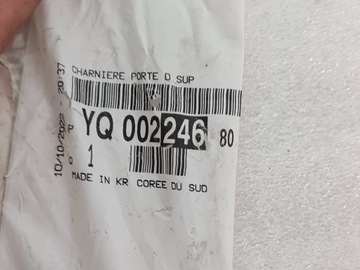 CHARNIERE PORTE D SUP
P YQ 002246 80
Q 1
MADE IN KR COREE DU SUD
10/10/2022 - 20:37